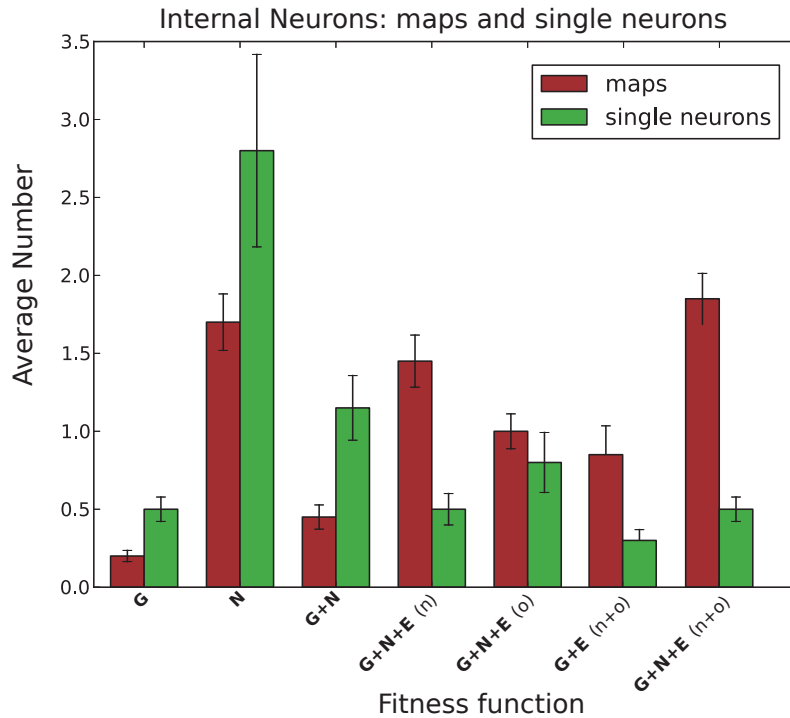 Internal Neurons: maps and single neurons
3.5
3.0
2.5
2.0
1.5
1.0
0.5
0.0
Average Number
maps
single neurons
G
N
G+N
G+N+E (n)
G+N+E (o)
G+E (n+o)
G+N+E (n+o)
Fitness function